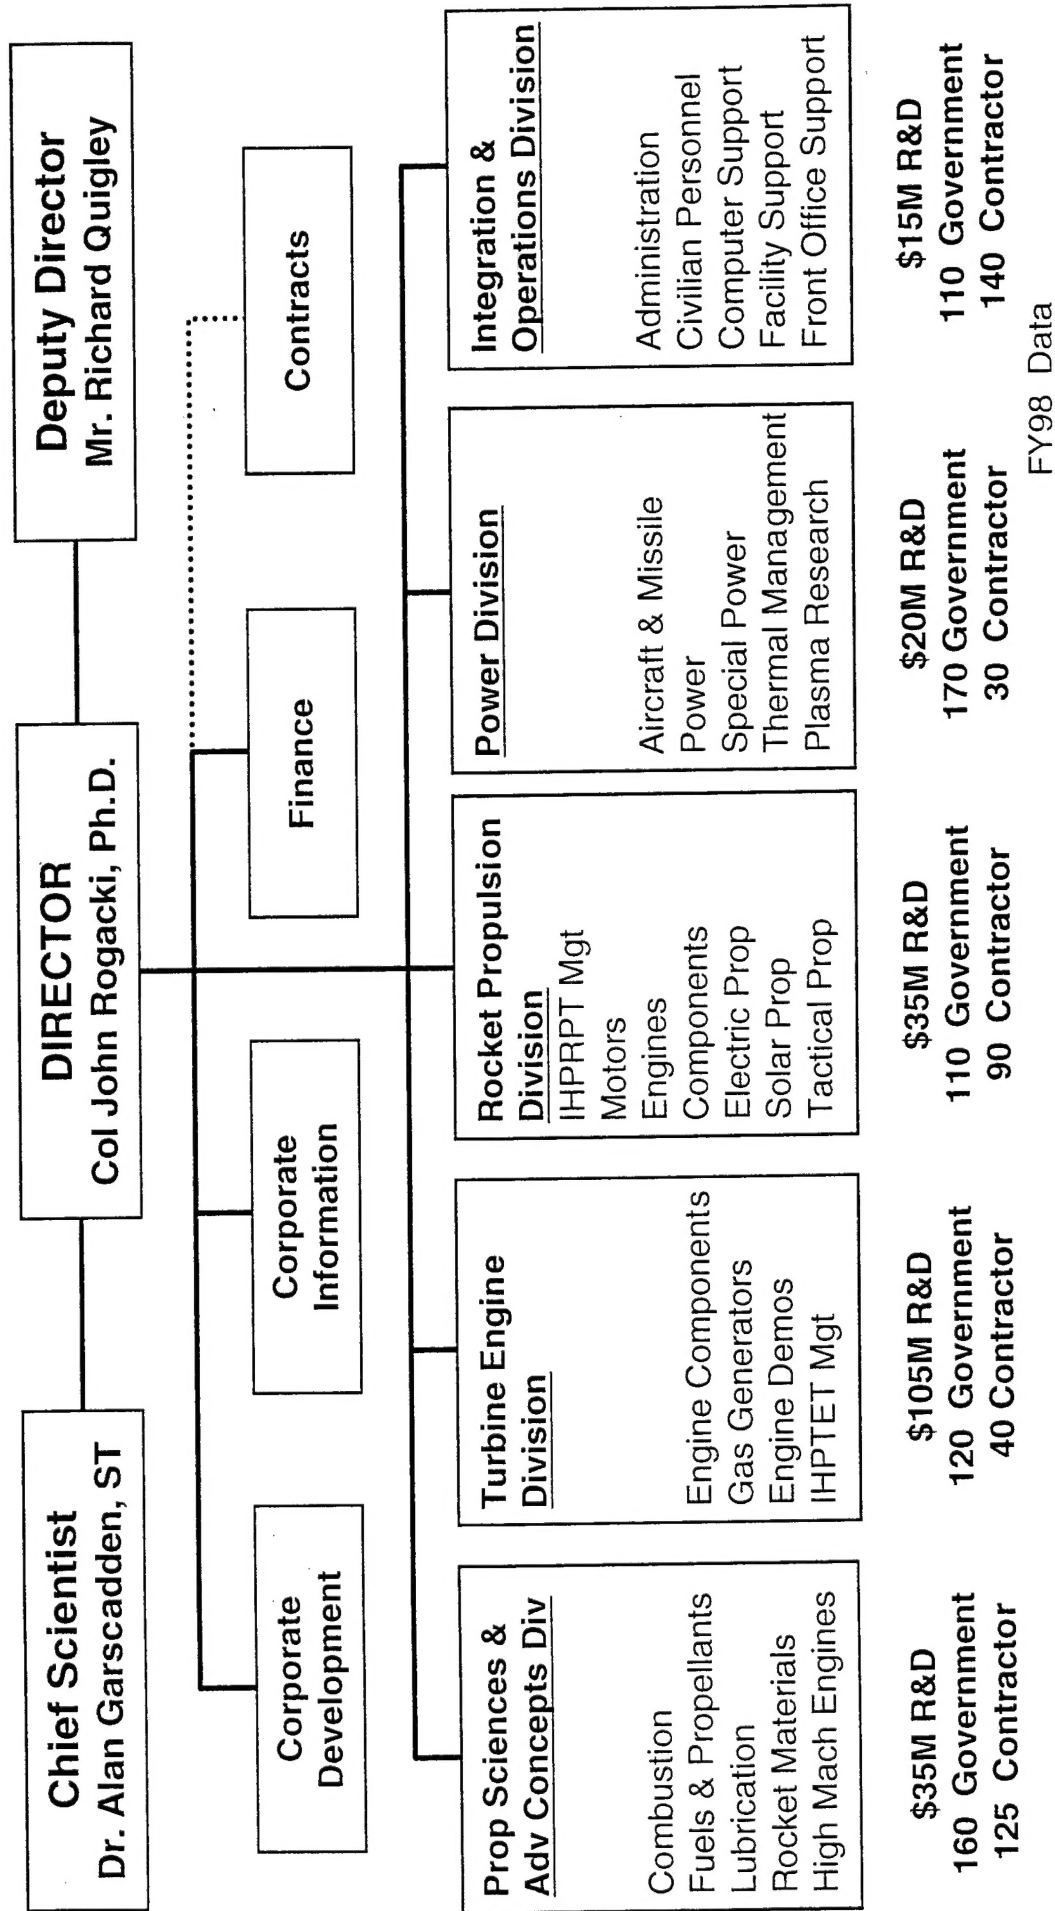 Chief Scientist
Dr. Alan Garscadden, ST
DIRECTOR
Col John Rogacki, Ph.D.
Deputy Director
Mr. Richard Quigley
Corporate
Development
Corporate
Information
Finance
Contracts
Prop Sciences &
Adv Concepts Div
Combustion
Fuels & Propellants
Lubrication
Rocket Materials
High Mach Engines
$35M R&D
160 Government
125 Contractor
Turbine Engine
Division
Engine Components
Gas Generators
Engine Demos
IHPTET Mgt
$105M R&D
120 Government
40 Contractor
Rocket Propulsion
Division
IHPRPT Mgt
Motors
Engines
Components
Electric Prop
Solar Prop
Tactical Prop
$35M R&D
110 Government
90 Contractor
Power Division
Aircraft & Missile
Power
Special Power
Thermal Management
Plasma Research
$20M R&D
170 Government
30 Contractor
Integration &
Operations Division
Administration
Civilian Personnel
Computer Support
Facility Support
Front Office Support
$15M R&D
110 Government
140 Contractor
FY98 Data